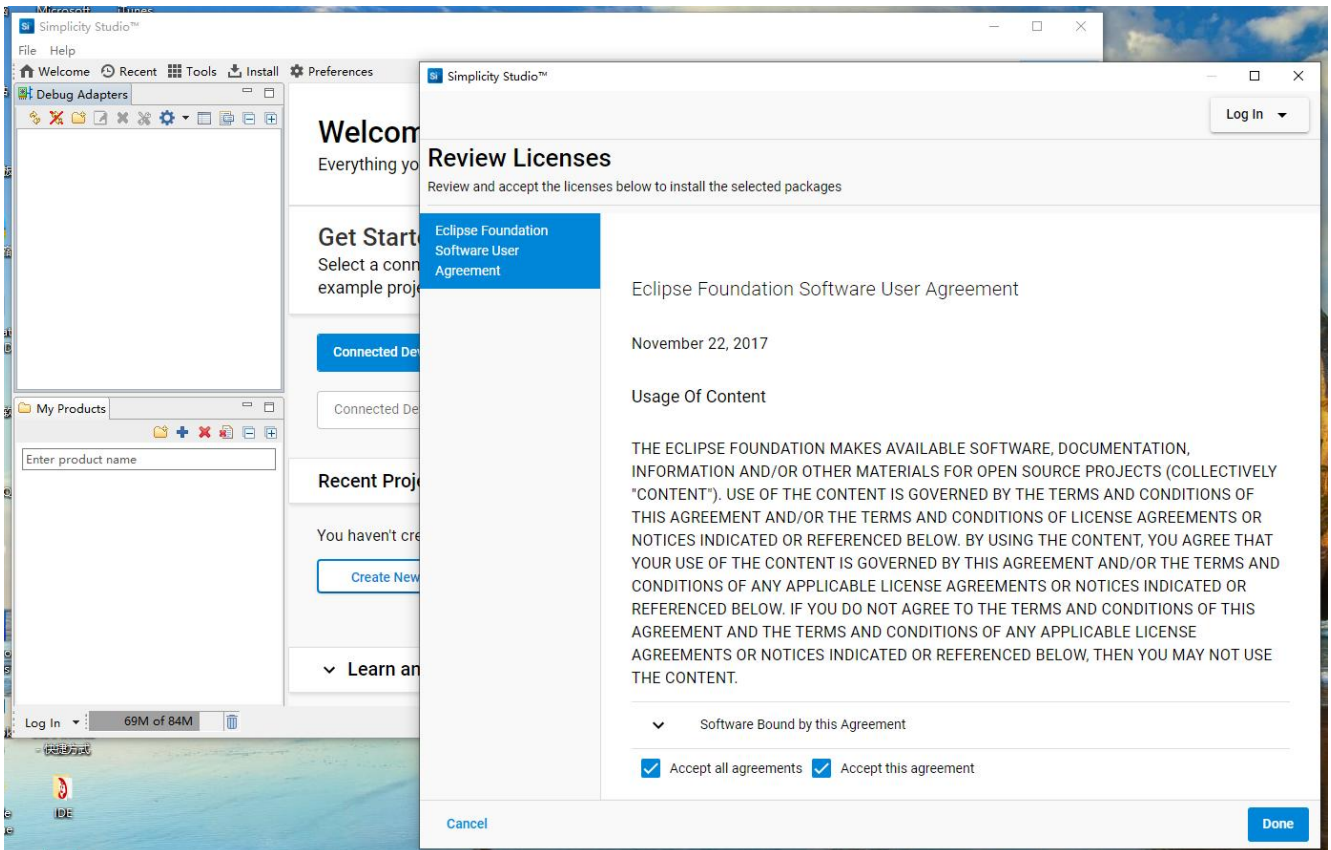 Microsoft
iTunes
Si Simplicity Studio™
File Help
Welcome Recent Tools Install Preferences
Debug Adapters
Welcom
Everything yo
Get Start
Select a conn
example proje
Connected De
Connected De
My Products
Enter product name
Recent Proje
You haven't cre
Create New
Learn an
Log In 69M of 84M
- 快捷方式
IDE
Si Simplicity Studio™
Log In
Review Licenses
Review and accept the licenses below to install the selected packages
Eclipse Foundation
Software User
Agreement
Eclipse Foundation Software User Agreement
November 22, 2017
Usage Of Content
THE ECLIPSE FOUNDATION MAKES AVAILABLE SOFTWARE, DOCUMENTATION,
INFORMATION AND/OR OTHER MATERIALS FOR OPEN SOURCE PROJECTS (COLLECTIVELY
"CONTENT"). USE OF THE CONTENT IS GOVERNED BY THE TERMS AND CONDITIONS OF
THIS AGREEMENT AND/OR THE TERMS AND CONDITIONS OF LICENSE AGREEMENTS OR
NOTICES INDICATED OR REFERENCED BELOW. BY USING THE CONTENT, YOU AGREE THAT
YOUR USE OF THE CONTENT IS GOVERNED BY THIS AGREEMENT AND/OR THE TERMS AND
CONDITIONS OF ANY APPLICABLE LICENSE AGREEMENTS OR NOTICES INDICATED OR
REFERENCED BELOW. IF YOU DO NOT AGREE TO THE TERMS AND CONDITIONS OF THIS
AGREEMENT AND THE TERMS AND CONDITIONS OF ANY APPLICABLE LICENSE
AGREEMENTS OR NOTICES INDICATED OR REFERENCED BELOW, THEN YOU MAY NOT USE
THE CONTENT.
Software Bound by this Agreement
Accept all agreements Accept this agreement
Cancel
Done